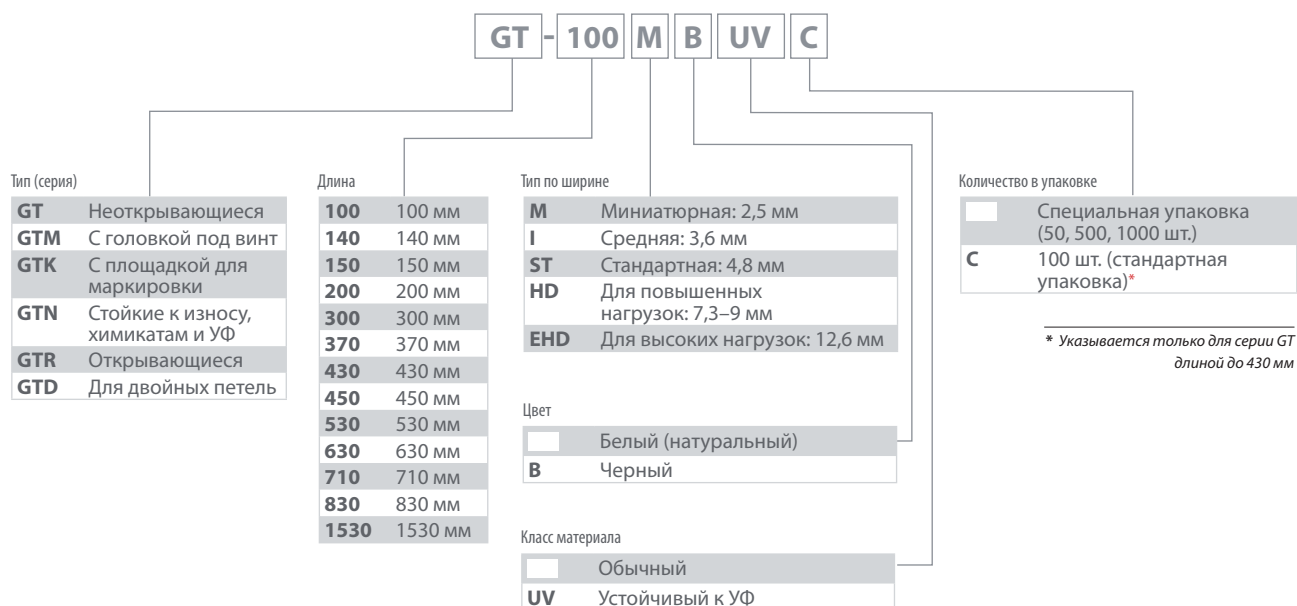 GT - 100 M B UV C
Тип (серия)
GT Неоткрывающиеся
GTM С головкой под винт
GTK С площадкой для
маркировки
GTN Стойкие к износу,
химикатам и УФ
GTR Открывающиеся
GTD Для двойных петель
Длина
100 100 мм
140 140 мм
150 150 мм
200 200 мм
300 300 мм
370 370 мм
430 430 мм
450 450 мм
530 530 мм
630 630 мм
710 710 мм
830 830 мм
1530 1530 мм
Тип по ширине
M Миниатюрная: 2,5 мм
I Средняя: 3,6 мм
ST Стандартная: 4,8 мм
HD Для повышенных
нагрузок: 7,3–9 мм
EHD Для высоких нагрузок: 12,6 мм
Цвет
Белый (натуральный)
B Черный
Класс материала
Обычный
UV Устойчивый к УФ
Количество в упаковке
Специальная упаковка
(50, 500, 1000 шт.)
C 100 шт. (стандартная
упаковка)*
* Указывается только для серии GT
длиной до 430 мм